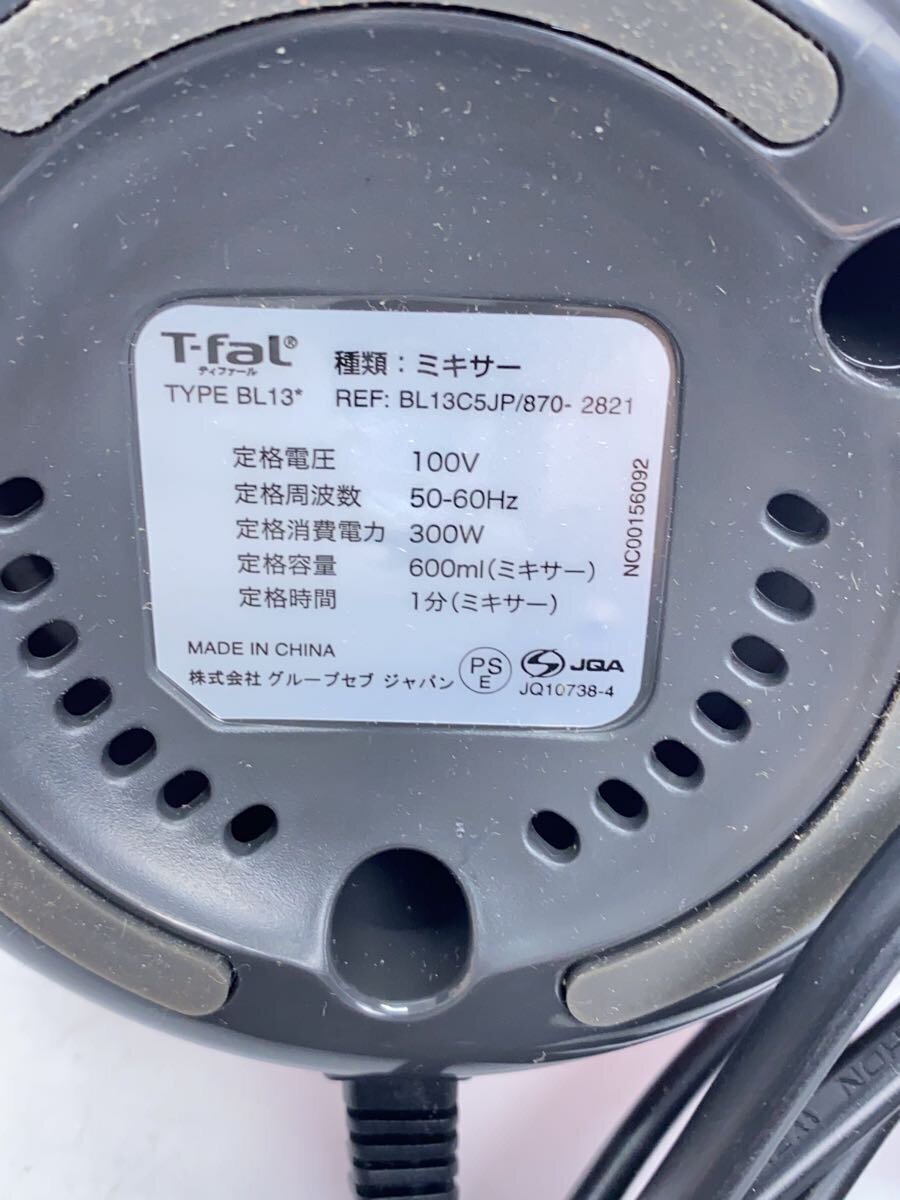 T-fal®
ティファール
種類：ミキサー
TYPE BL13* REF: BL13C5JP/870- 2821
定格電圧 100V
定格周波数 50-60Hz
定格消費電力 300W
定格容量 600ml(ミキサー)
定格時間 1分(ミキサー)
NC00156092
MADE IN CHINA
株式会社 グループセブ ジャパン
PS
E
JQA
JQ10738-4